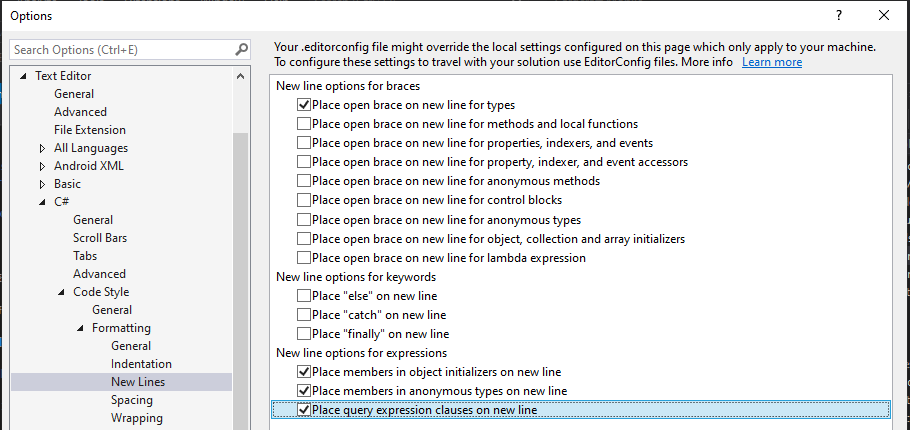 Options
?
Search Options (Ctrl+E)
Text Editor
General
Advanced
File Extension
All Languages
Android XML
Basic
C#
General
Scroll Bars
Tabs
Advanced
Code Style
General
Formatting
General
Indentation
New Lines
Spacing
Wrapping
Your .editorconfig file might override the local settings configured on this page which only apply to your machine.
To configure these settings to travel with your solution use EditorConfig files. More info Learn more
New line options for braces
Place open brace on new line for types
Place open brace on new line for methods and local functions
Place open brace on new line for properties, indexers, and events
Place open brace on new line for property, indexer, and event accessors
Place open brace on new line for anonymous methods
Place open brace on new line for control blocks
Place open brace on new line for anonymous types
Place open brace on new line for object, collection and array initializers
Place open brace on new line for lambda expression
New line options for keywords
Place "else" on new line
Place "catch" on new line
Place "finally" on new line
New line options for expressions
Place members in object initializers on new line
Place members in anonymous types on new line
Place query expression clauses on new line